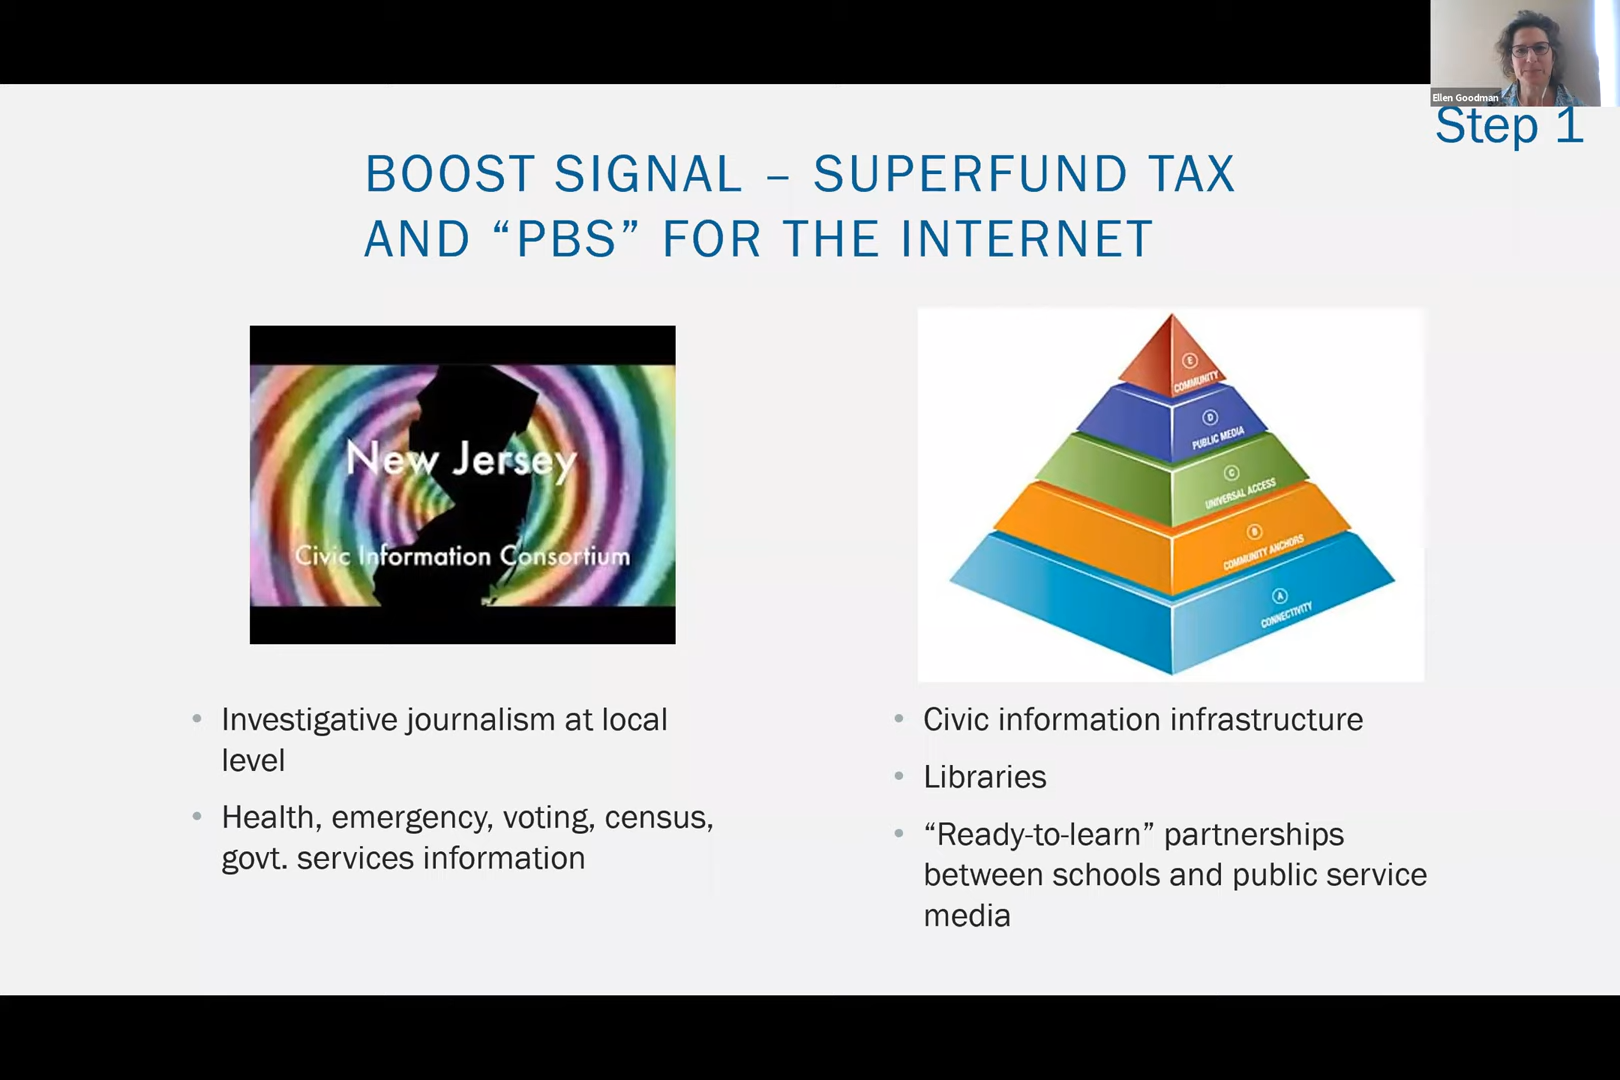 Ellen Goodman
Step 1
BOOST SIGNAL – SUPERFUND TAX
AND “PBS” FOR THE INTERNET
New Jersey
Civic Information Consortium
E
COMMUNITY
D
PUBLIC MEDIA
C
UNIVERSAL ACCESS
B
COMMUNITY ANCHORS
A
CONNECTIVITY
• Investigative journalism at local
level
• Health, emergency, voting, census,
govt. services information
• Civic information infrastructure
• Libraries
• “Ready-to-learn” partnerships
between schools and public service
media